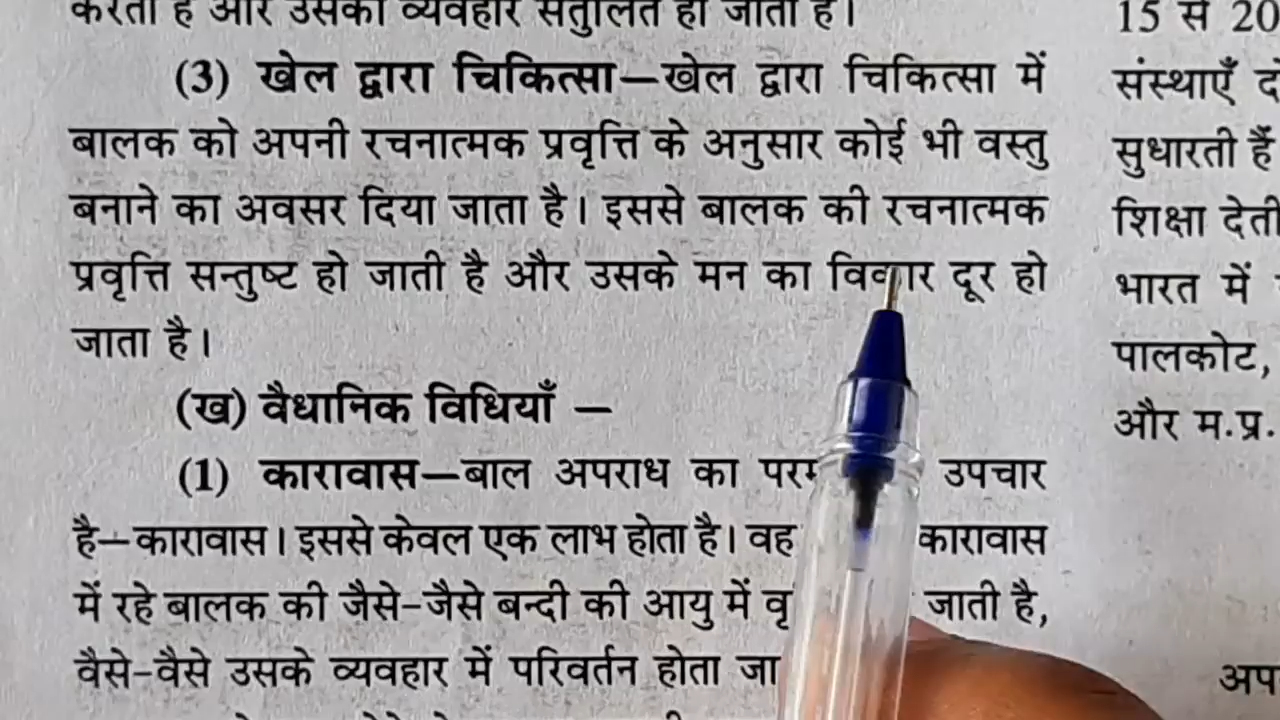 करता है और उसका व्यवहार संतुलित हो जाता है।
(3) खेल द्वारा चिकित्सा—खेल द्वारा चिकित्सा में
बालक को अपनी रचनात्मक प्रवृत्ति के अनुसार कोई भी वस्तु
बनाने का अवसर दिया जाता है। इससे बालक की रचनात्मक
प्रवृत्ति सन्तुष्ट हो जाती है और उसके मन का विकार दूर हो
जाता है।
(ख) वैधानिक विधियाँ —
(1) कारावास—बाल अपराध का उपचार
है—कारावास। इससे केवल एक लाभ होता है। वह कारावास
में रहे बालक की जैसे-जैसे बन्दी की आयु में जाती है,
वैसे-वैसे उसके व्यवहार में परिवर्तन होता जा
15 से 20
संस्थाएँ
सुधारती हैं
शिक्षा देती
भारत में
पालकोट,
और म.प्र.
अप